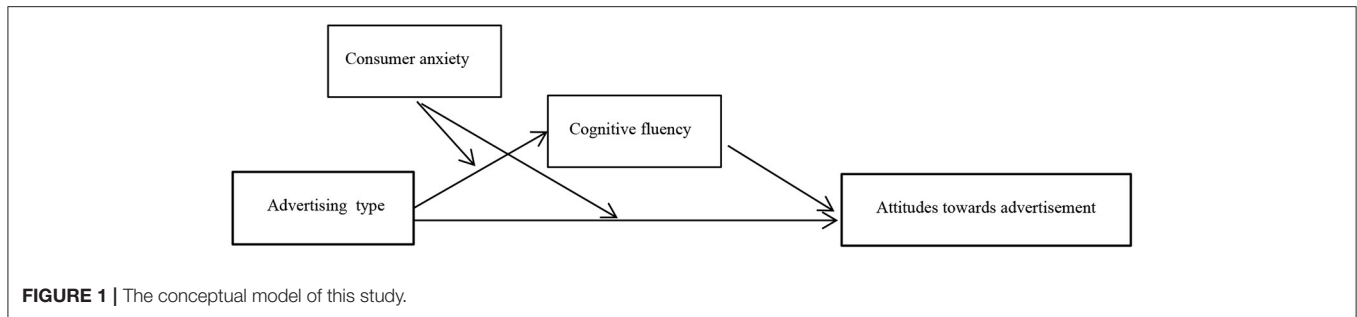 Consumer anxiety
Cognitive fluency
Advertising type
Attitudes towards advertisement
FIGURE 1 | The conceptual model of this study.